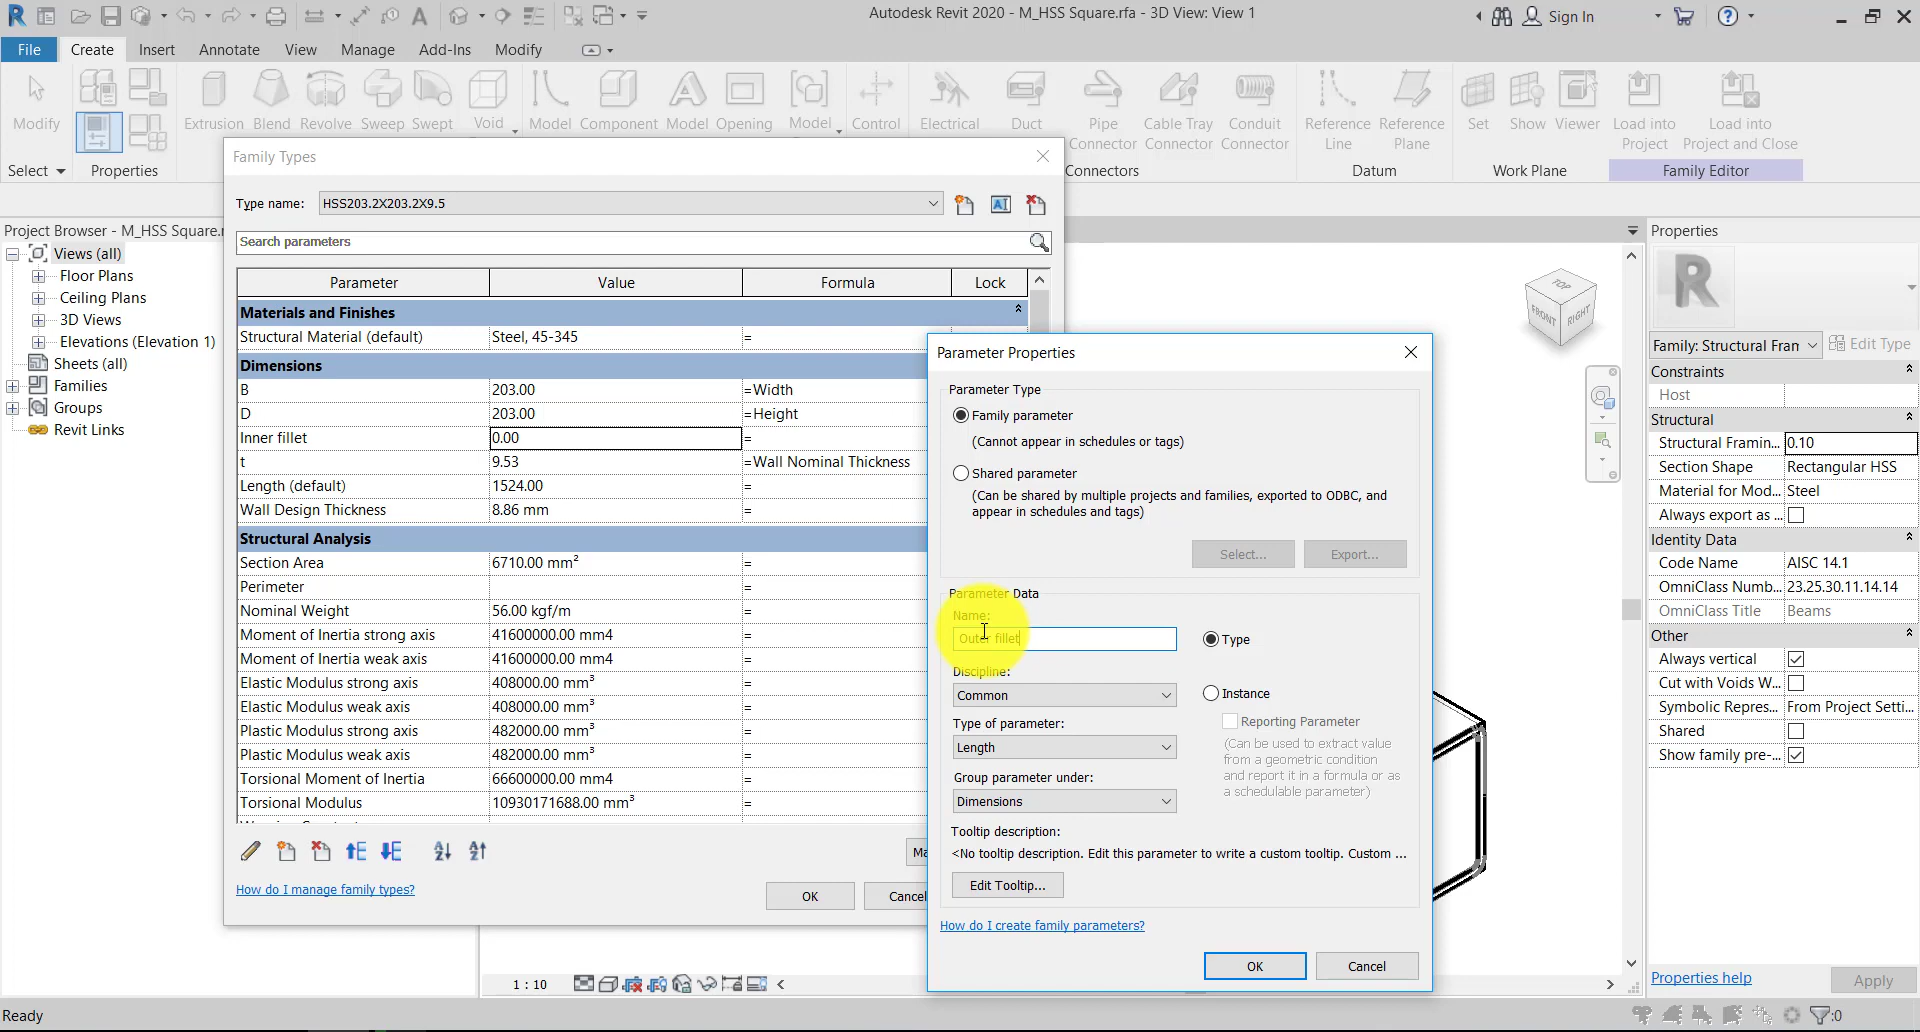 Autodesk Revit 2020 - M_HSS Square.rfa - 3D View: View 1
Sign In
File Create Insert Annotate View Manage Add-Ins Modify
Modify
Extrusion Blend Revolve Sweep Swept Void
Model Component Model Opening Model Control
Electrical Duct Pipe Connector Cable Tray Connector Conduit Connector
Reference Line Reference Plane
Set Show Viewer
Load into Project Load into Project and Close
Select Properties Connectors Datum Work Plane Family Editor
Project Browser - M_HSS Square.r
Views (all)
Floor Plans
Ceiling Plans
3D Views
Elevations (Elevation 1)
Sheets (all)
Families
Groups
Revit Links
Family Types
Type name: HSS203.2X203.2X9.5
Search parameters
Parameter Value Formula Lock
Materials and Finishes
Structural Material (default) Steel, 45-345 =
Dimensions
B 203.00 =Width
D 203.00 =Height
Inner fillet 0.00 =
t 9.53 =Wall Nominal Thickness
Length (default) 1524.00 =
Wall Design Thickness 8.86 mm =
Structural Analysis
Section Area 6710.00 mm² =
Perimeter =
Nominal Weight 56.00 kgf/m =
Moment of Inertia strong axis 41600000.00 mm4 =
Moment of Inertia weak axis 41600000.00 mm4 =
Elastic Modulus strong axis 408000.00 mm³ =
Elastic Modulus weak axis 408000.00 mm³ =
Plastic Modulus strong axis 482000.00 mm³ =
Plastic Modulus weak axis 482000.00 mm³ =
Torsional Moment of Inertia 66600000.00 mm4 =
Torsional Modulus 10930171688.00 mm³ =
Ma
How do I manage family types?
OK Cancel
Parameter Properties
Parameter Type
Family parameter
(Cannot appear in schedules or tags)
Shared parameter
(Can be shared by multiple projects and families, exported to ODBC, and
appear in schedules and tags)
Select... Export...
Parameter Data
Name:
Outer fillet
Type
Discipline:
Common
Instance
Type of parameter:
Reporting Parameter
Length
(Can be used to extract value
from a geometric condition
and report it in a formula or as
a schedulable parameter)
Group parameter under:
Dimensions
Tooltip description:
<No tooltip description. Edit this parameter to write a custom tooltip. Custom ...
Edit Tooltip...
How do I create family parameters?
OK Cancel
TOP
FRONT RIGHT
Properties
R
Family: Structural Fran Edit Type
Constraints
Host
Structural
Structural Framin... 0.10
Section Shape Rectangular HSS
Material for Mod... Steel
Always export as ...
Identity Data
Code Name AISC 14.1
OmniClass Numb... 23.25.30.11.14.14
OmniClass Title Beams
Other
Always vertical
Cut with Voids W...
Symbolic Repres... From Project Setti...
Shared
Show family pre-...
Properties help Apply
1 : 10
Ready
:0